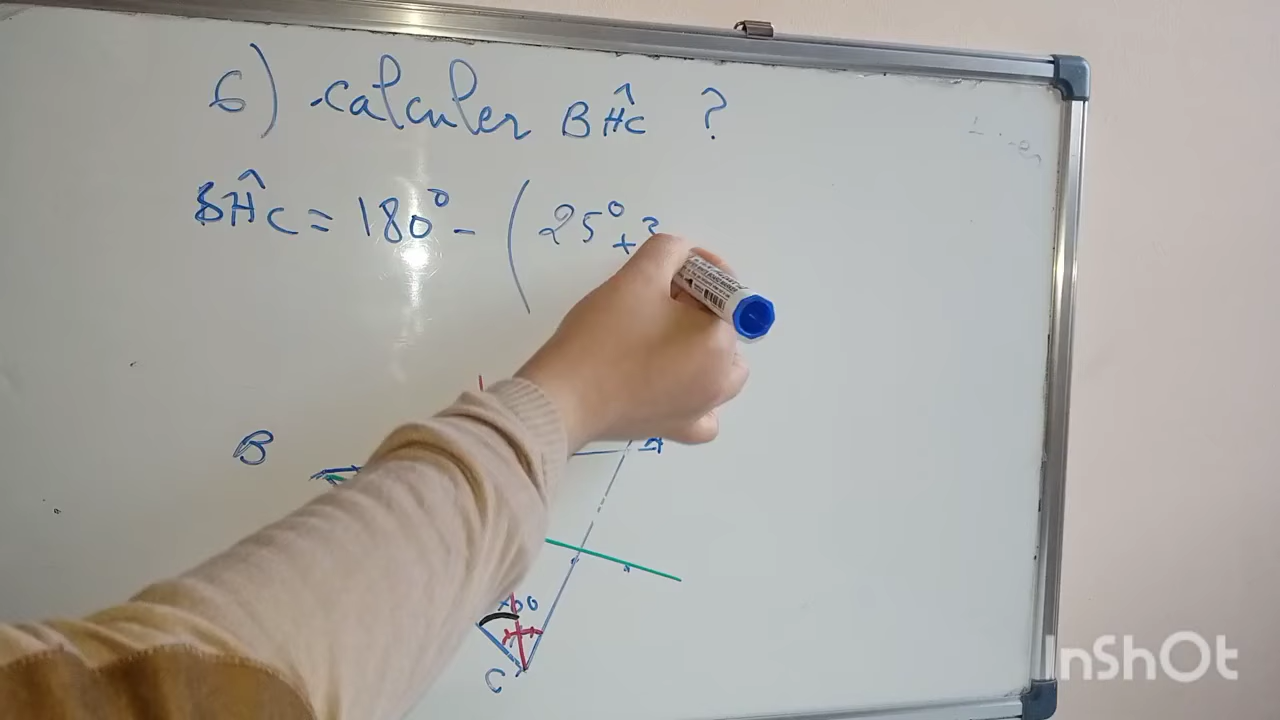 6) calculer BĤC ?
BĤC = 180° - ( 25° +
B
A
C
InShOt